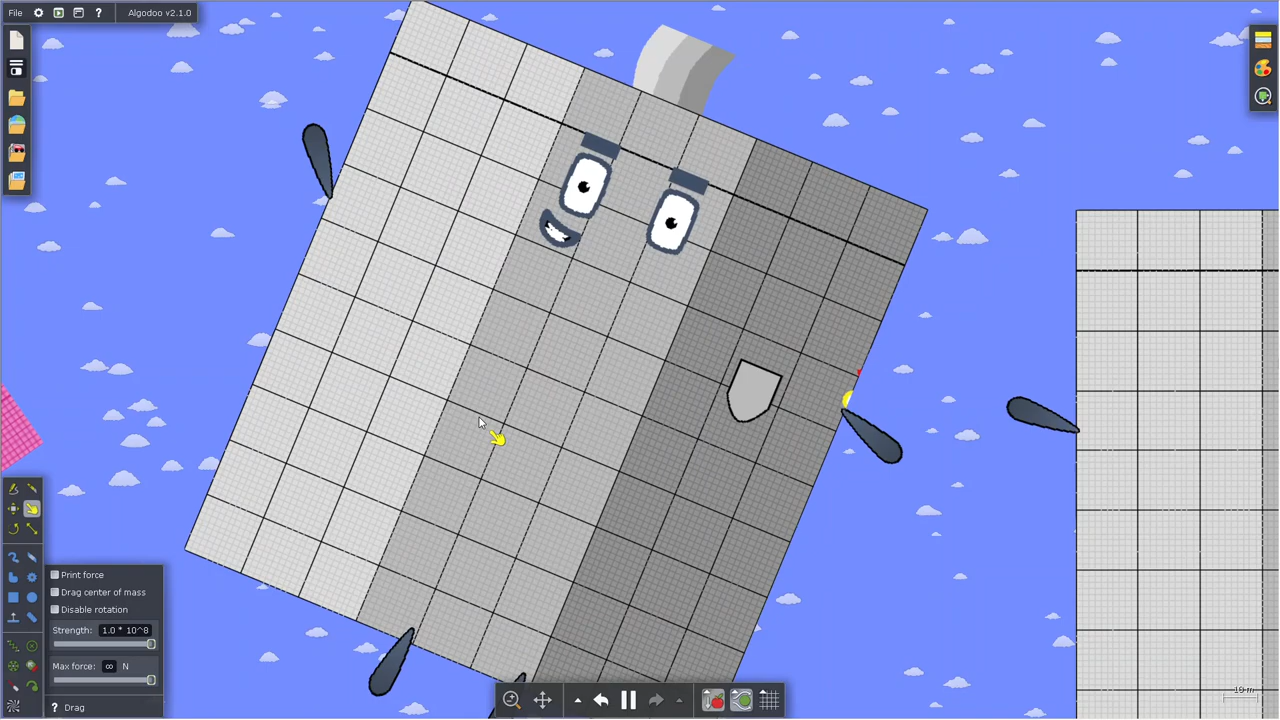 File ? Algodoo v2.1.0
Print force
Drag center of mass
Disable rotation
Strength: 1.0 * 10^8
Max force: ∞ N
? Drag
10 m